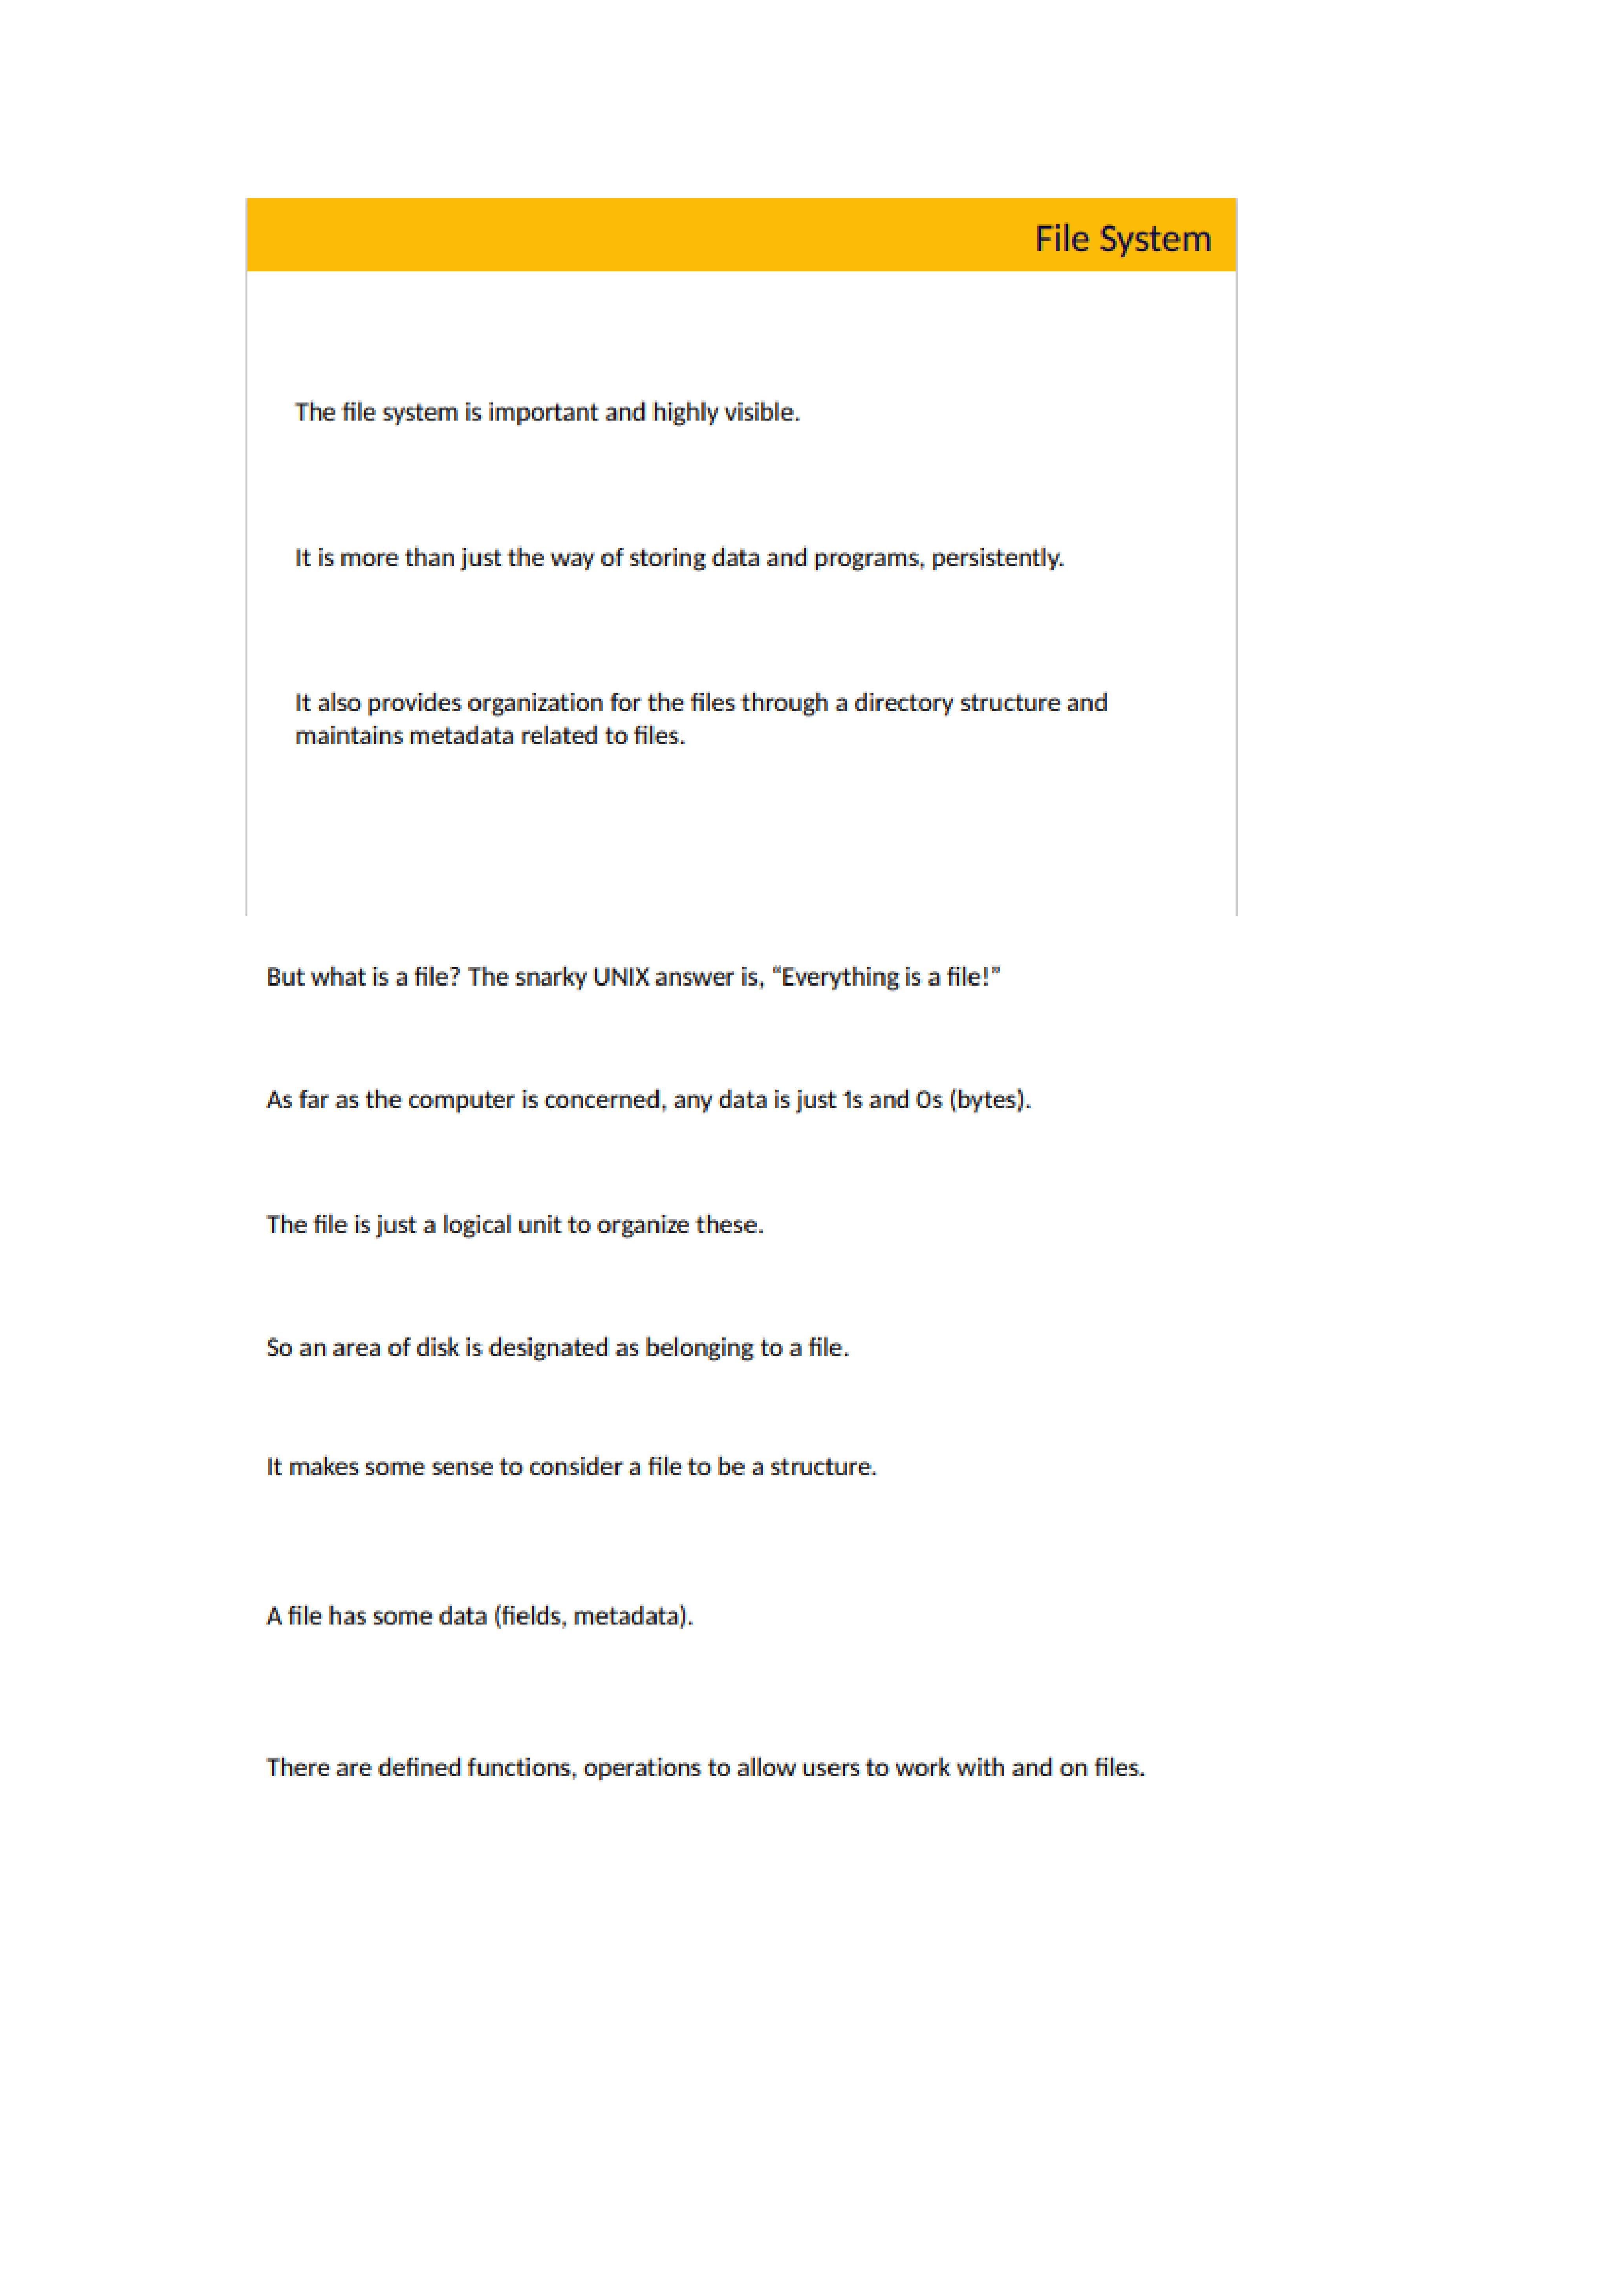 File System
The file system is important and highly visible.
It is more than just the way of storing data and programs, persistently.
It also provides organization for the files through a directory structure and
maintains metadata related to files.
But what is a file? The snarky UNIX answer is, “Everything is a file!”
As far as the computer is concerned, any data is just 1s and 0s (bytes).
The file is just a logical unit to organize these.
So an area of disk is designated as belonging to a file.
It makes some sense to consider a file to be a structure.
A file has some data (fields, metadata).
There are defined functions, operations to allow users to work with and on files.